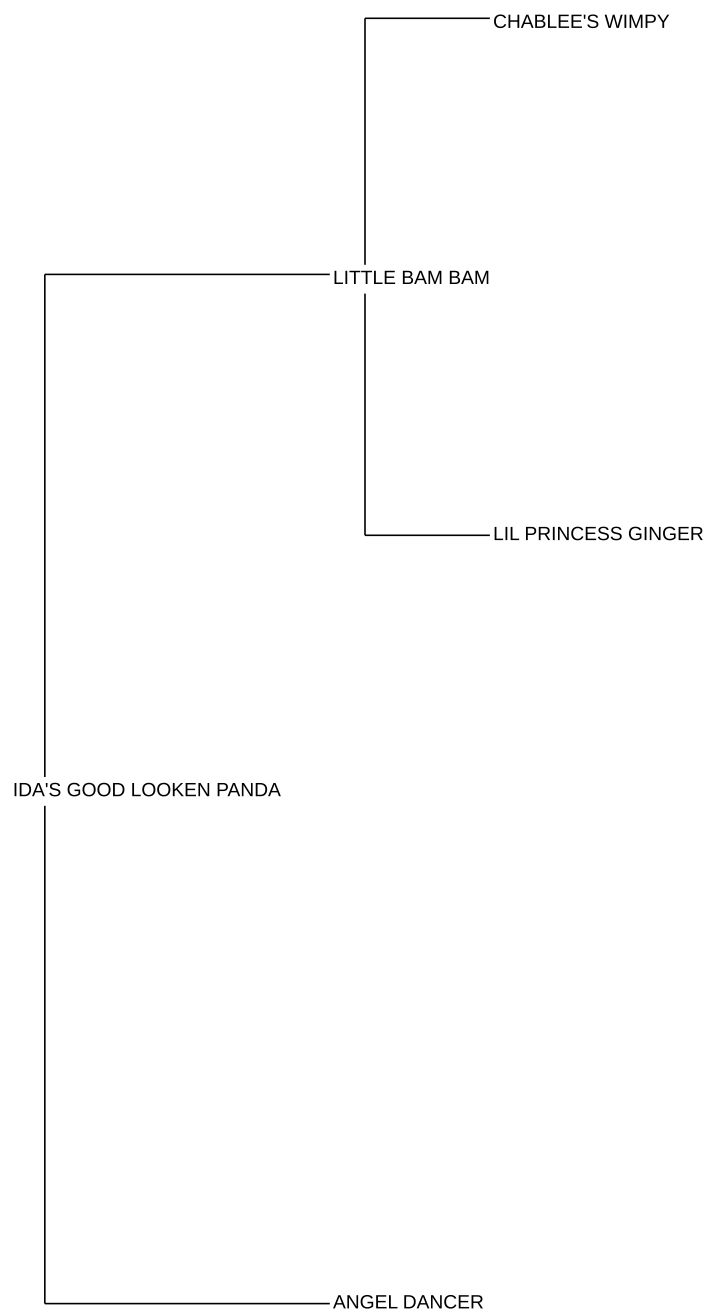 CHABLEE'S WIMPY
LITTLE BAM BAM
LIL PRINCESS GINGER
IDA'S GOOD LOOKEN PANDA
ANGEL DANCER